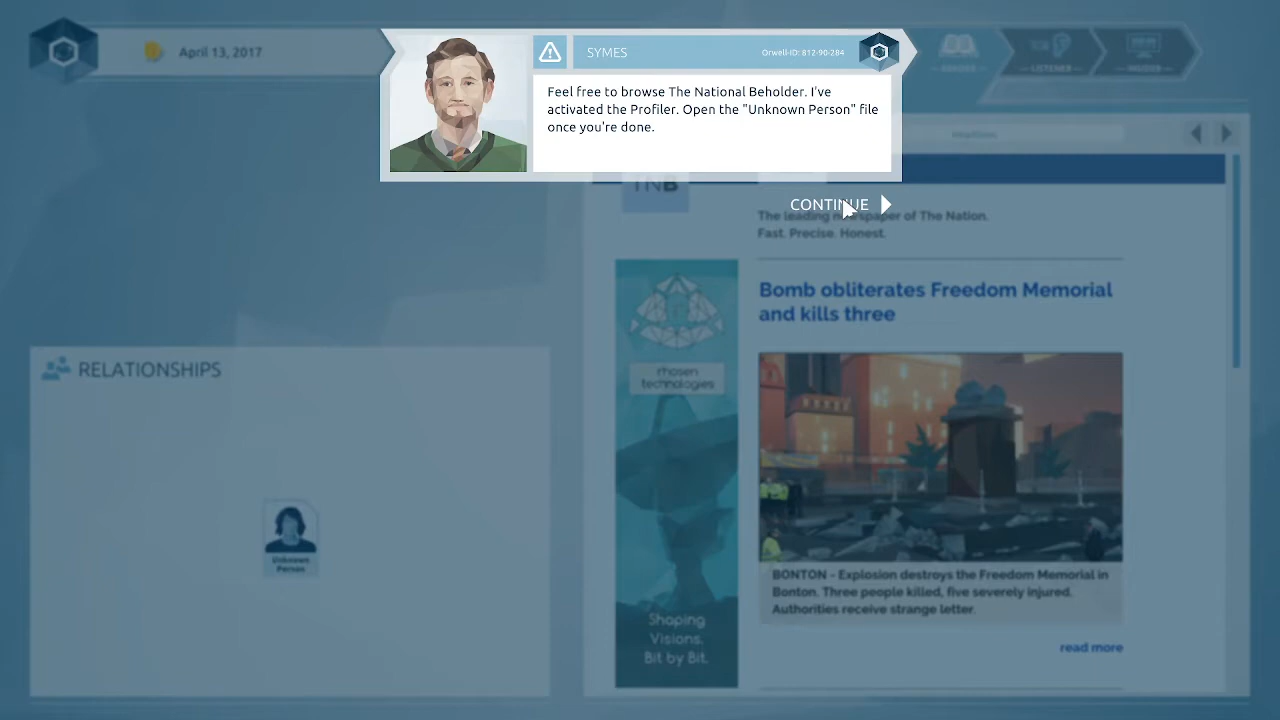 April 13, 2017
SYMES
Orwell-ID: 812-90-284
Feel free to browse The National Beholder. I've
activated the Profiler. Open the "Unknown Person" file
once you're done.
CONTINUE
READER
LISTENER
INSIDER
Headlines
TNB
The leading newspaper of The Nation.
Fast. Precise. Honest.
Bomb obliterates Freedom Memorial
and kills three
rhosen
technologies
Shaping
Visions.
Bit by Bit.
BONTON - Explosion destroys the Freedom Memorial in
Bonton. Three people killed, five severely injured.
Authorities receive strange letter.
read more
RELATIONSHIPS
Unknown
Person